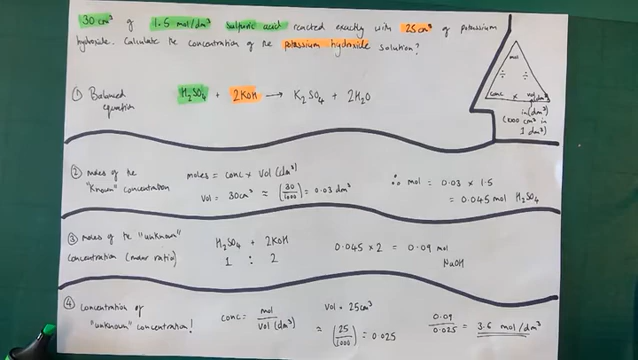 30 cm³ of 1.5 mol/dm³ sulfuric acid reacted exactly with 25 cm³ of potassium
hydroxide. Calculate the concentration of the potassium hydroxide solution?
mol
÷ ÷
conc × vol (dm³)
in (dm³)
(1000 cm³ in
1 dm³)
① Balanced
equation
H₂SO₄ + 2KOH → K₂SO₄ + 2H₂O
② moles of the
"known" concentration
moles = conc × vol (dm³)
vol = 30cm³ = (30/1000) = 0.03 dm³
∴ mol = 0.03 × 1.5
= 0.045 mol H₂SO₄
③ moles of the "unknown"
concentration (molar ratio)
H₂SO₄ + 2KOH
1 : 2
0.045 × 2 = 0.09 mol
NaOH
④ concentration of
"unknown" concentration!
conc = mol / vol (dm³)
vol = 25cm³
= (25/1000) = 0.025
0.09 / 0.025 = 3.6 mol/dm³